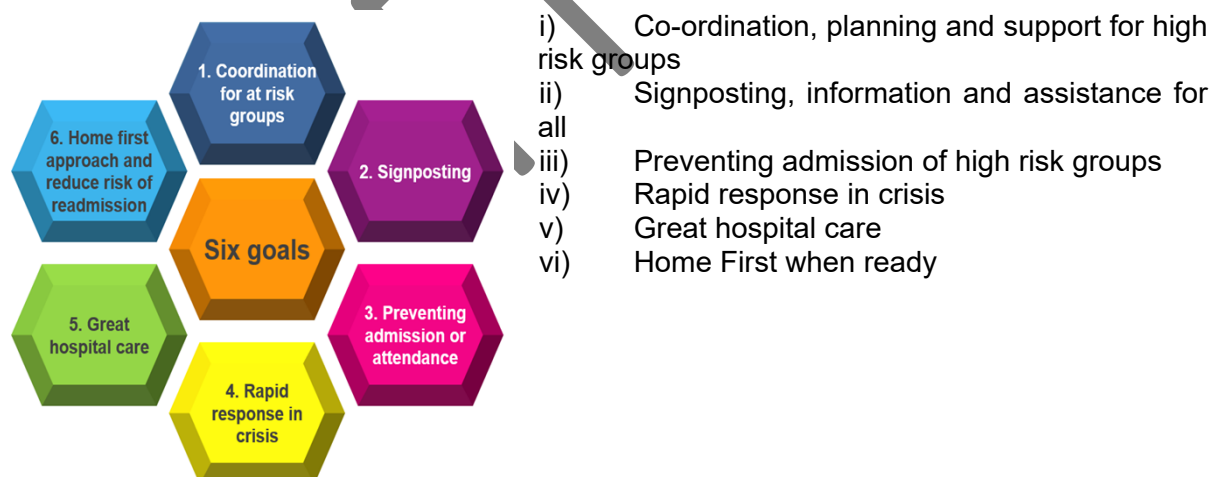 1. Coordination
for at risk
groups
2. Signposting
3. Preventing
admission or
attendance
4. Rapid
response in
crisis
5. Great
hospital care
6. Home first
approach and
reduce risk of
readmission
Six goals
i) Co-ordination, planning and support for high
risk groups
ii) Signposting, information and assistance for
all
iii) Preventing admission of high risk groups
iv) Rapid response in crisis
v) Great hospital care
vi) Home First when ready